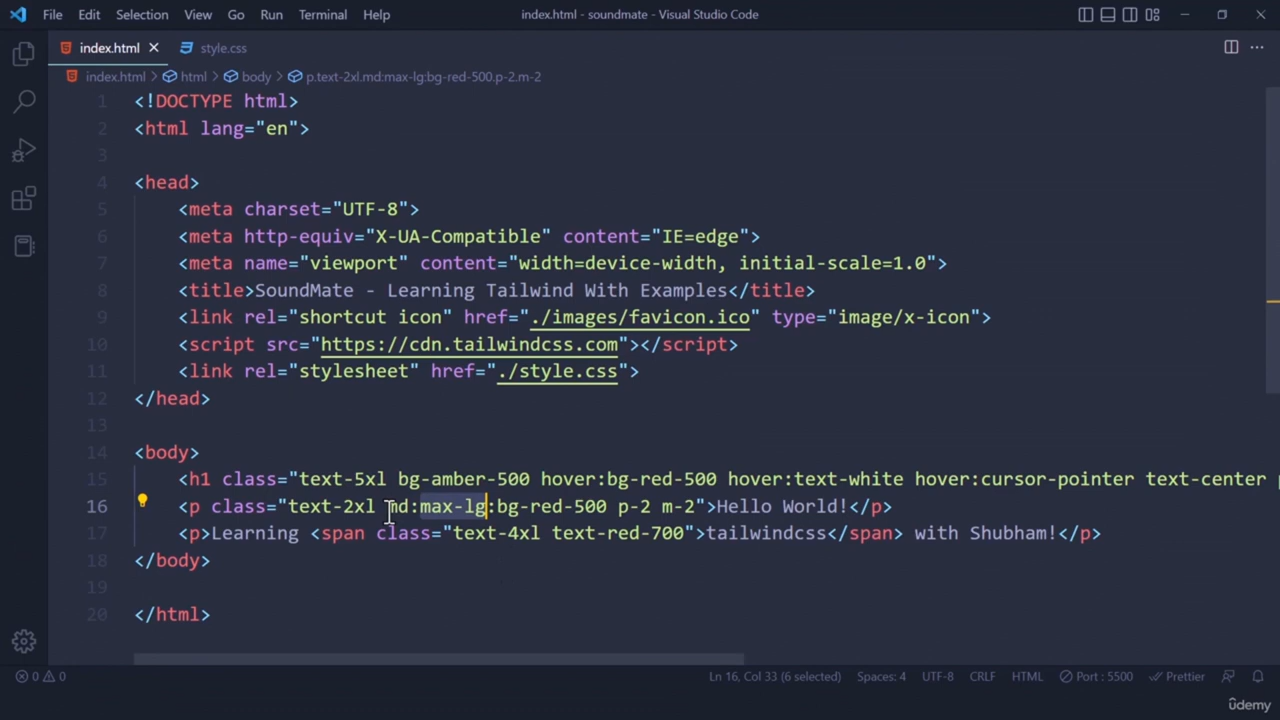 File Edit Selection View Go Run Terminal Help index.html - soundmate - Visual Studio Code
index.html style.css
index.html > html > body > p.text-2xl.md:max-lg:bg-red-500.p-2.m-2
1 <!DOCTYPE html>
2 <html lang="en">
3
4 <head>
5 <meta charset="UTF-8">
6 <meta http-equiv="X-UA-Compatible" content="IE=edge">
7 <meta name="viewport" content="width=device-width, initial-scale=1.0">
8 <title>SoundMate - Learning Tailwind With Examples</title>
9 <link rel="shortcut icon" href="./images/favicon.ico" type="image/x-icon">
10 <script src="https://cdn.tailwindcss.com"></script>
11 <link rel="stylesheet" href="./style.css">
12 </head>
13
14 <body>
15 <h1 class="text-5xl bg-amber-500 hover:bg-red-500 hover:text-white hover:cursor-pointer text-center
16 <p class="text-2xl md:max-lg:bg-red-500 p-2 m-2">Hello World!</p>
17 <p>Learning <span class="text-4xl text-red-700">tailwindcss</span> with Shubham!</p>
18 </body>
19
20 </html>
0 0 Ln 16, Col 33 (6 selected) Spaces: 4 UTF-8 CRLF HTML Port : 5500 Prettier
ûdemy